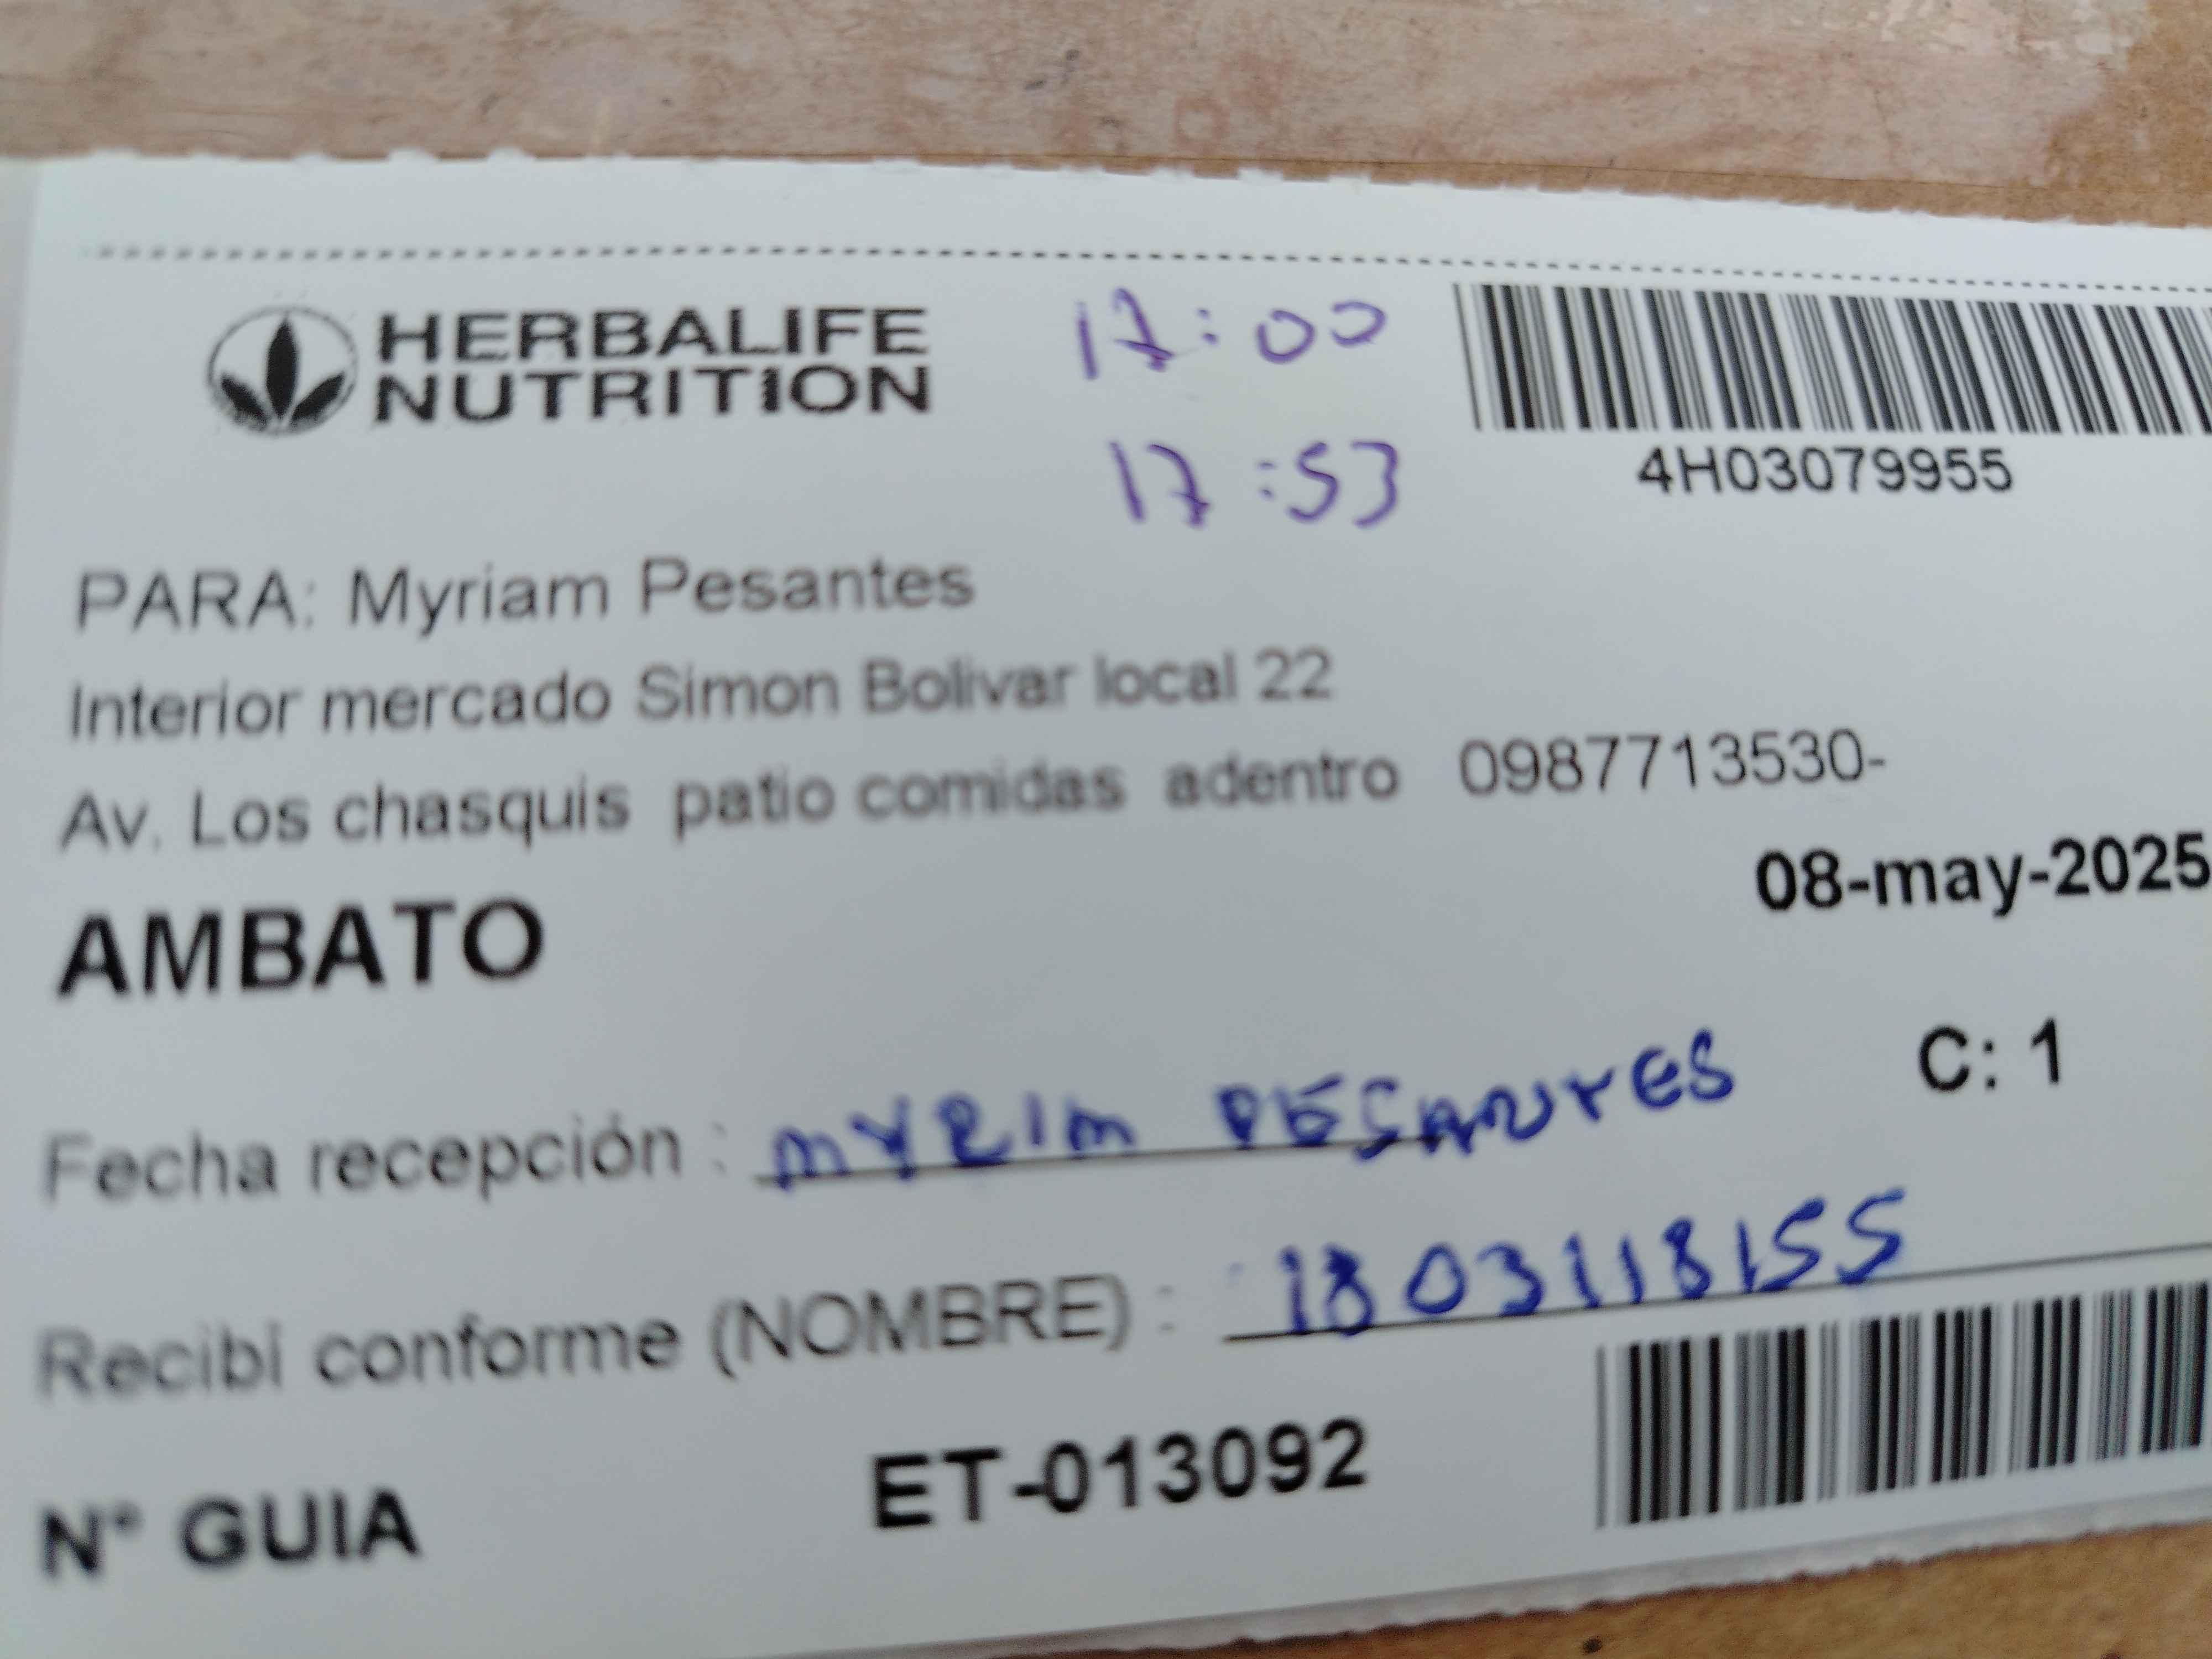 HERBALIFE
NUTRITION
17:00
17:53
4H03079955
PARA: Myriam Pesantes
Interior mercado Simon Bolivar local 22
Av. Los chasquis patio comidas adentro 0987713530-
08-may-2025
AMBATO
C: 1
Fecha recepción : MYRIM PESANTES
Recibí conforme (NOMBRE) : 1803118155
N° GUIA ET-013092